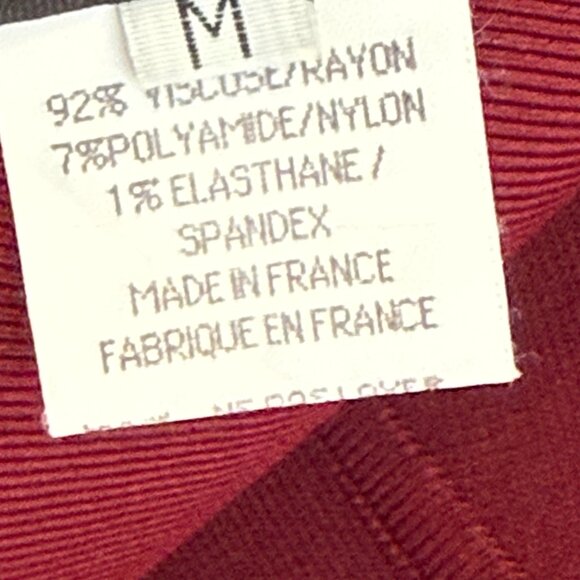 M
92% VISCOSE/RAYON
7%POLYAMIDE/NYLON
1% ELASTHANE /
SPANDEX
MADE IN FRANCE
FABRIQUE EN FRANCE